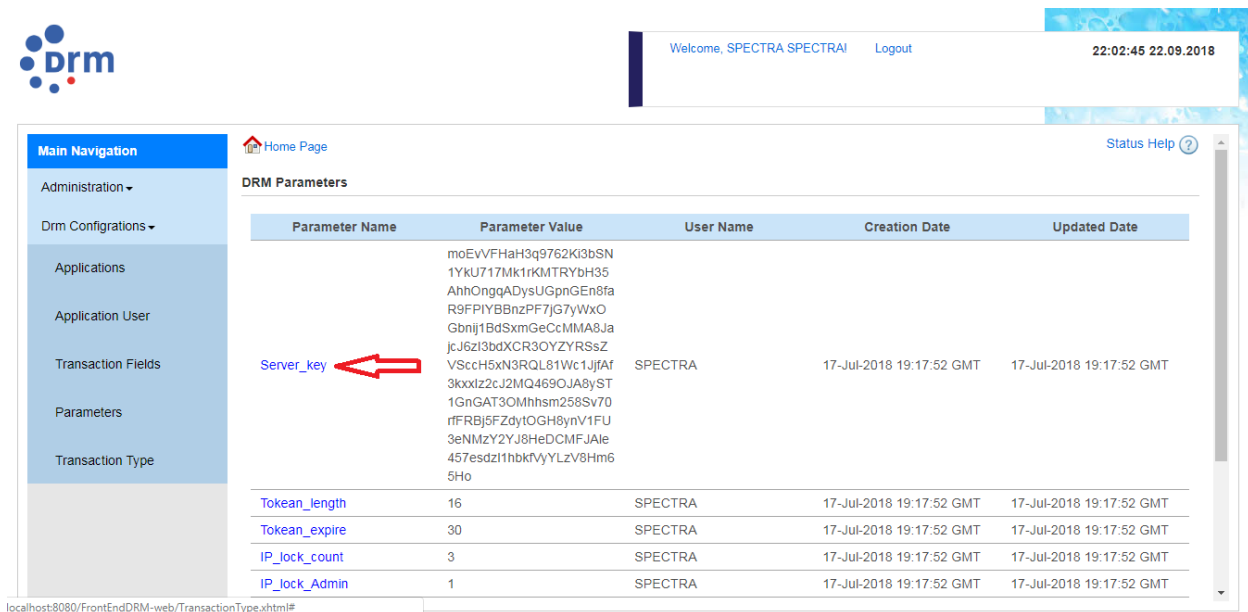 Drm
Welcome, SPECTRA SPECTRA! Logout
22:02:45 22.09.2018
Main Navigation
Administration
Drm Configrations
Applications
Application User
Transaction Fields
Parameters
Transaction Type
Home Page
Status Help ?
DRM Parameters
Parameter Name Parameter Value User Name Creation Date Updated Date
moEvVFHaH3q9762Ki3bSN
1YkU717Mk1rKMTRYbH35
AhhOngqADysUGpnGEn8fa
R9FPIYBBnzPF7jG7yWxO
Gbnij1BdSxmGeCcMMA8Ja
jcJ6zI3bdXCR3OYZYRSsZ
Server_key VSccH5xN3RQL81Wc1JjfAf SPECTRA 17-Jul-2018 19:17:52 GMT 17-Jul-2018 19:17:52 GMT
3kxxIz2cJ2MQ469OJA8yST
1GnGAT3OMhhsm258Sv70
rfFRBj5FZdytOGH8ynV1FU
3eNMzY2YJ8HeDCMFJAle
457esdzI1hbkfVyYLzV8Hm6
5Ho
Tokean_length 16 SPECTRA 17-Jul-2018 19:17:52 GMT 17-Jul-2018 19:17:52 GMT
Tokean_expire 30 SPECTRA 17-Jul-2018 19:17:52 GMT 17-Jul-2018 19:17:52 GMT
IP_lock_count 3 SPECTRA 17-Jul-2018 19:17:52 GMT 17-Jul-2018 19:17:52 GMT
IP_lock_Admin 1 SPECTRA 17-Jul-2018 19:17:52 GMT 17-Jul-2018 19:17:52 GMT
localhost:8080/FrontEndDRM-web/TransactionType.xhtml#